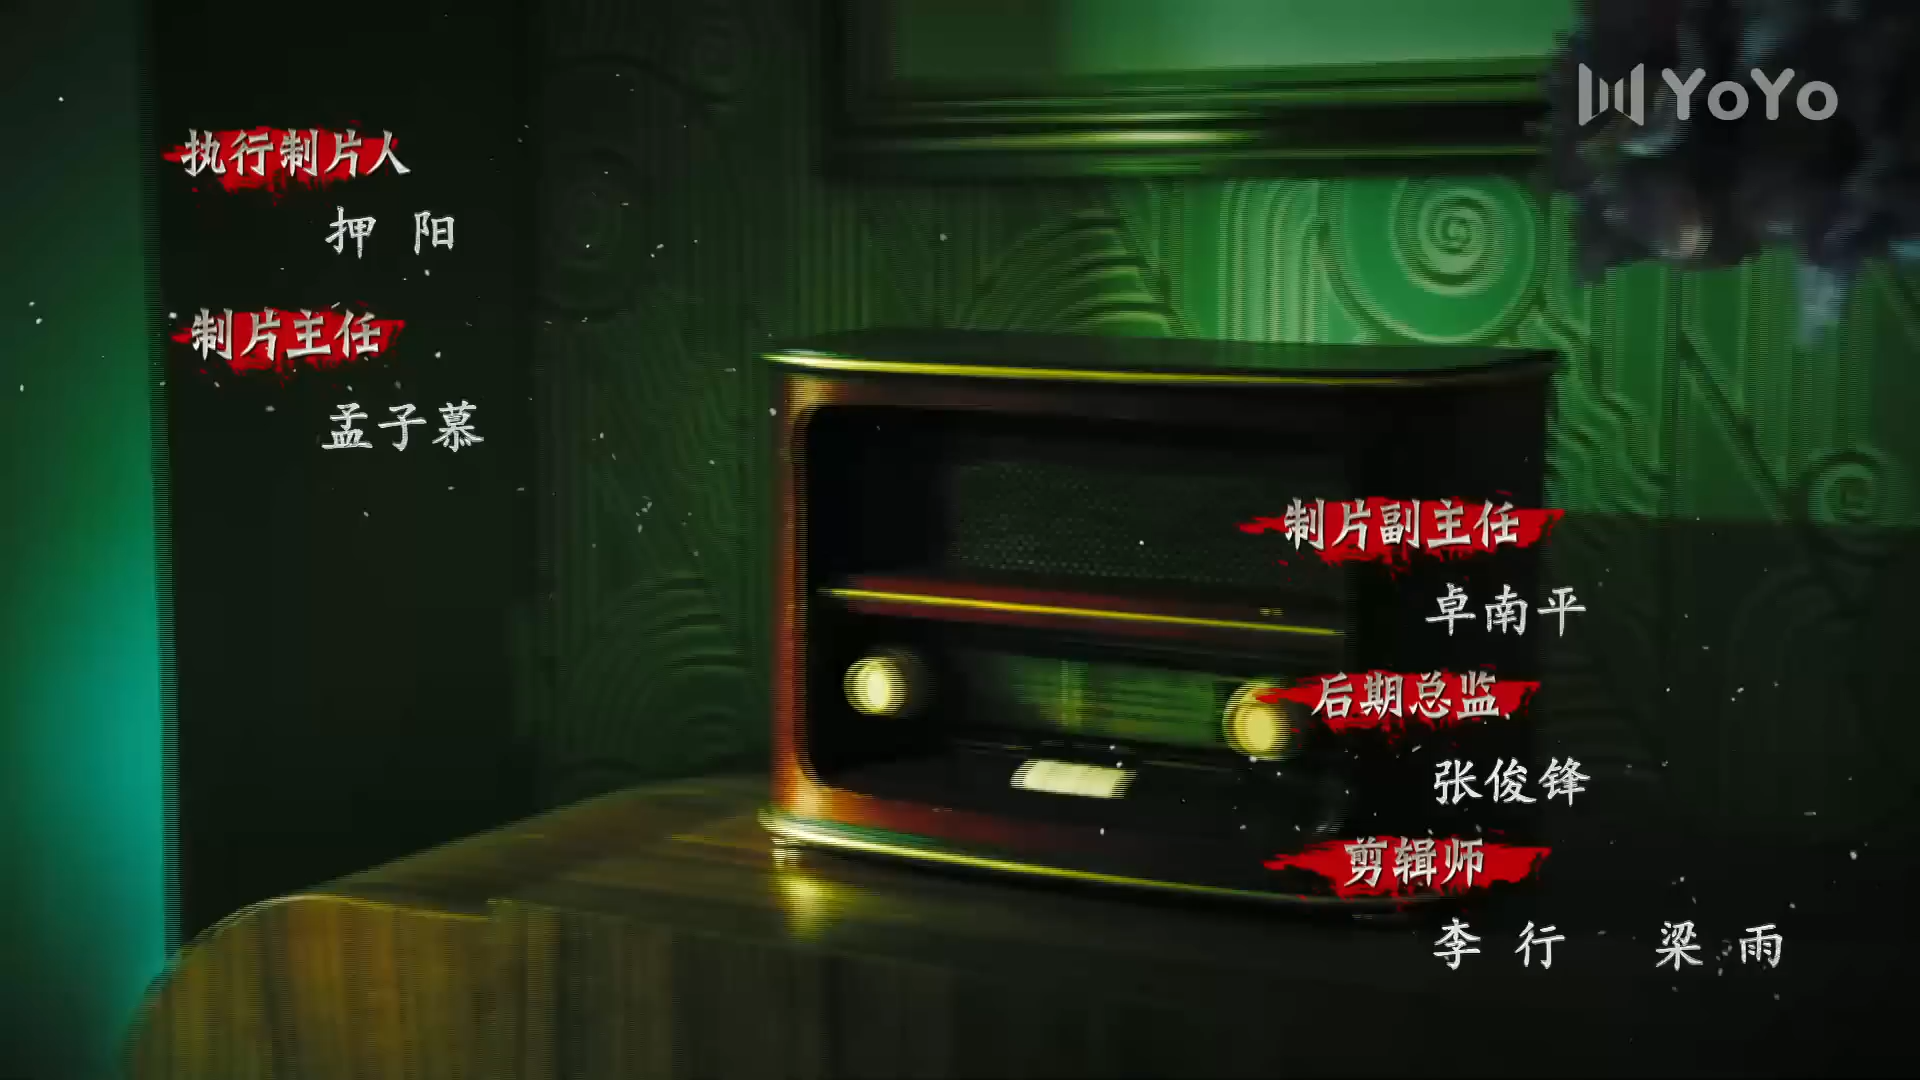 YoYo
执行制片人
押 阳
制片主任
孟子慕
制片副主任
卓南平
后期总监
张俊锋
剪辑师
李 行 梁 雨